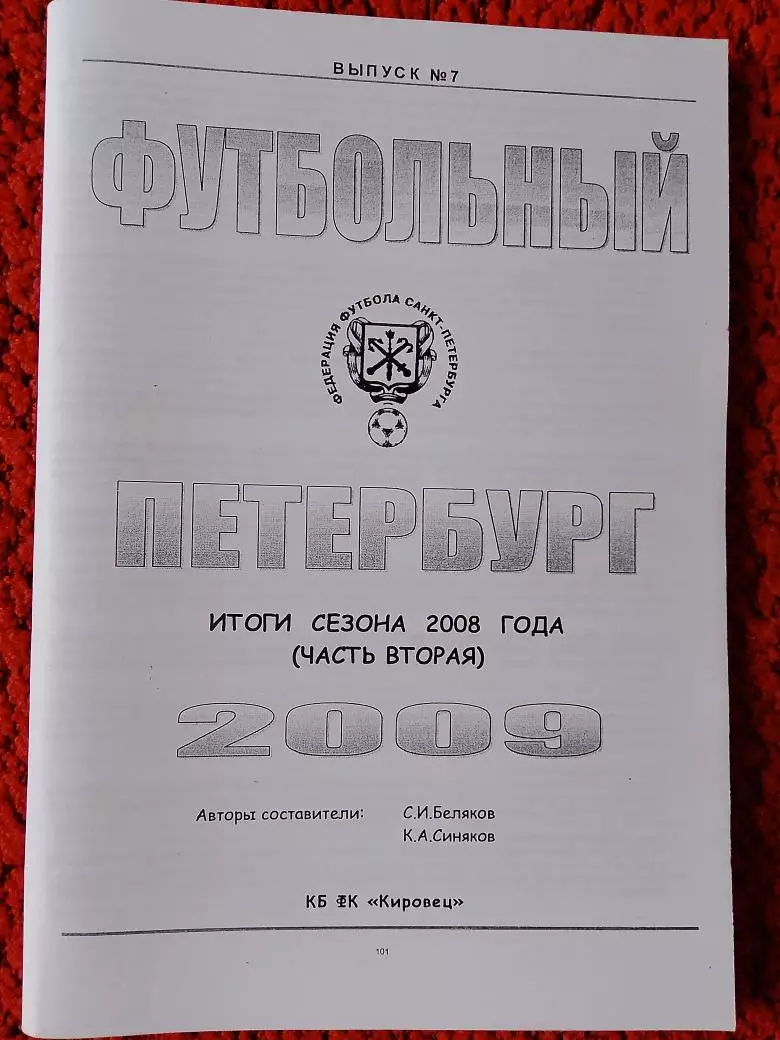 ВЫПУСК №7
ФУТБОЛЬНЫЙ
ФЕДЕРАЦИЯ ФУТБОЛА САНКТ-ПЕТЕРБУРГА
ПЕТЕРБУРГ
ИТОГИ СЕЗОНА 2008 ГОДА
(ЧАСТЬ ВТОРАЯ)
2009
Авторы составители: С.И.Беляков
К.А.Синяков
КБ ФК «Кировец»
101